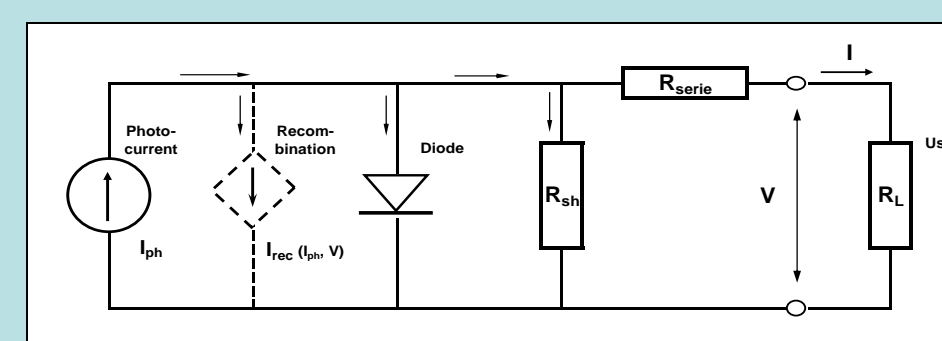 I
R_serie
Photo-
current
Recom-
bination
Diode
Us
R_sh
V
R_L
I_ph
I_rec (I_ph, V)